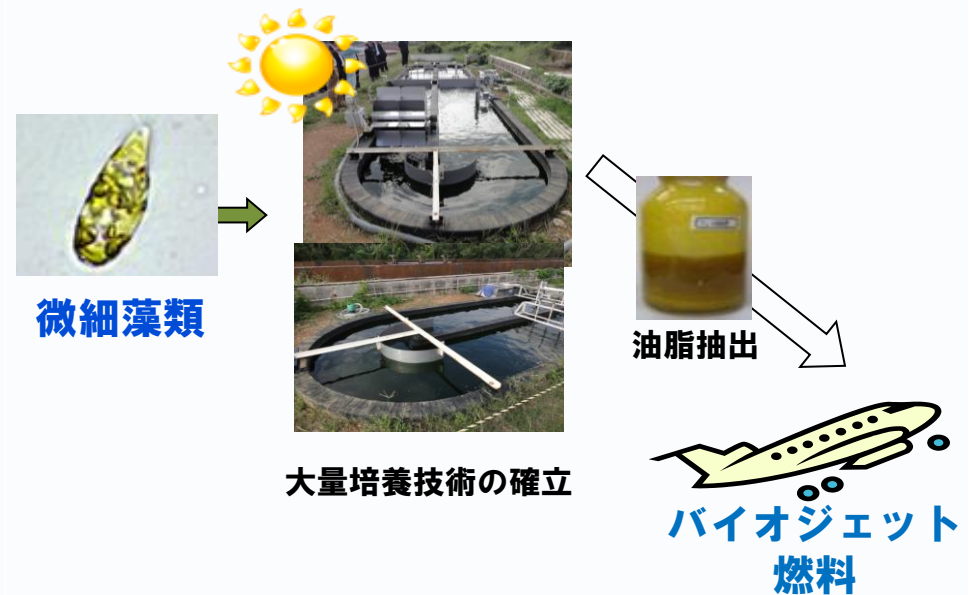 微細藻類
大量培養技術の確立
油脂抽出
バイオジェット
燃料